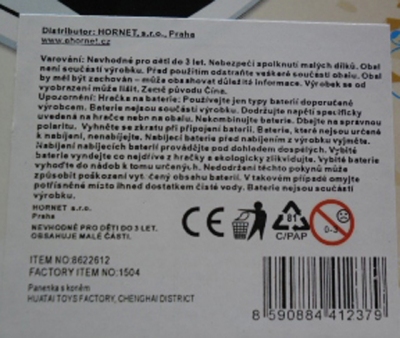 Distributor: HORNET, s.r.o., Praha
www.phornet.cz
Varování: Nevhodné pro děti do 3 let. Nebezpečí spolknutí malých dílků. Obal
není součástí výrobku. Před použitím odstraňte veškeré součásti obalu. Obal
by měl být zachován – může obsahovat důležité informace. Výrobek se od
vyobrazení může lišit. Země původu Čína.
Upozornění: Hračka na baterie: Používejte jen typy baterií doporučené
výrobcem. Baterie nejsou součástí výrobku. Dodržujte napětí specificky
uvedená na hračce nebo na obalu. Nekombinujte baterie. Dbejte na správnou
polaritu. Vyhněte se zkratu při připojení baterií. Baterie, které nejsou určené
k nabíjení, nenabíjejte. Nabíjecí baterie před nabíjením z výrobku vyjměte.
Nabíjení nabíjecích baterií provádějte pod dohledem dospělých. Vybité
baterie vyndejte co nejdříve z hračky a ekologicky zlikvidujte. Vybité baterie
vyhoďte do nádob k tomu určených. Nedodržení těchto pokynů může
způsobit poškození vyt. čený obsahu baterií. V takovém případě omyjte
potřísněné místo ihned dostatkem čisté vody. Baterie nejsou součástí
výrobku.
HORNET s.r.o.
Praha
NEVHODNÉ PRO DĚTI DO 3 LET.
OBSAHUJE MALÉ ČÁSTI.
CE
81
C/PAP
0-3
ITEM NO:8622612
FACTORY ITEM NO:1504
Panenka s koněm
HUATAI TOYS FACTORY, CHENGHAI DISTRICT
8 590884 412379